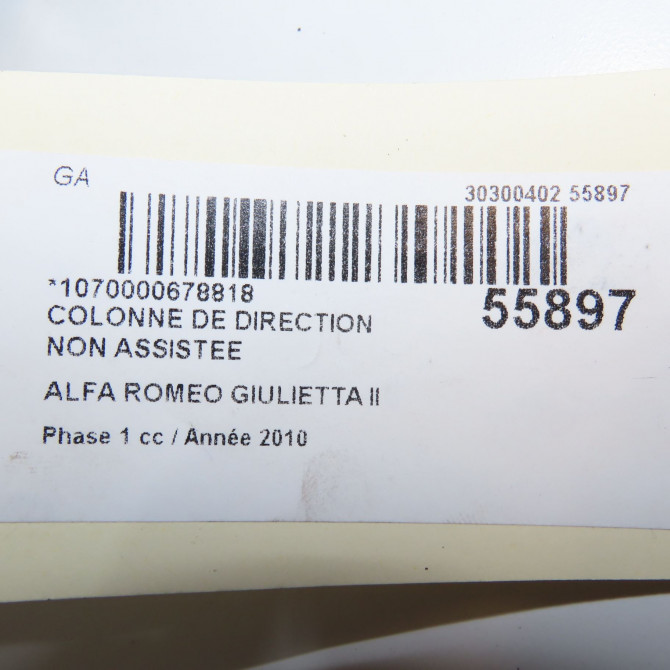 GA
30300402 55897
*1070000678818
55897
COLONNE DE DIRECTION
NON ASSISTEE
ALFA ROMEO GIULIETTA II
Phase 1 cc / Année 2010